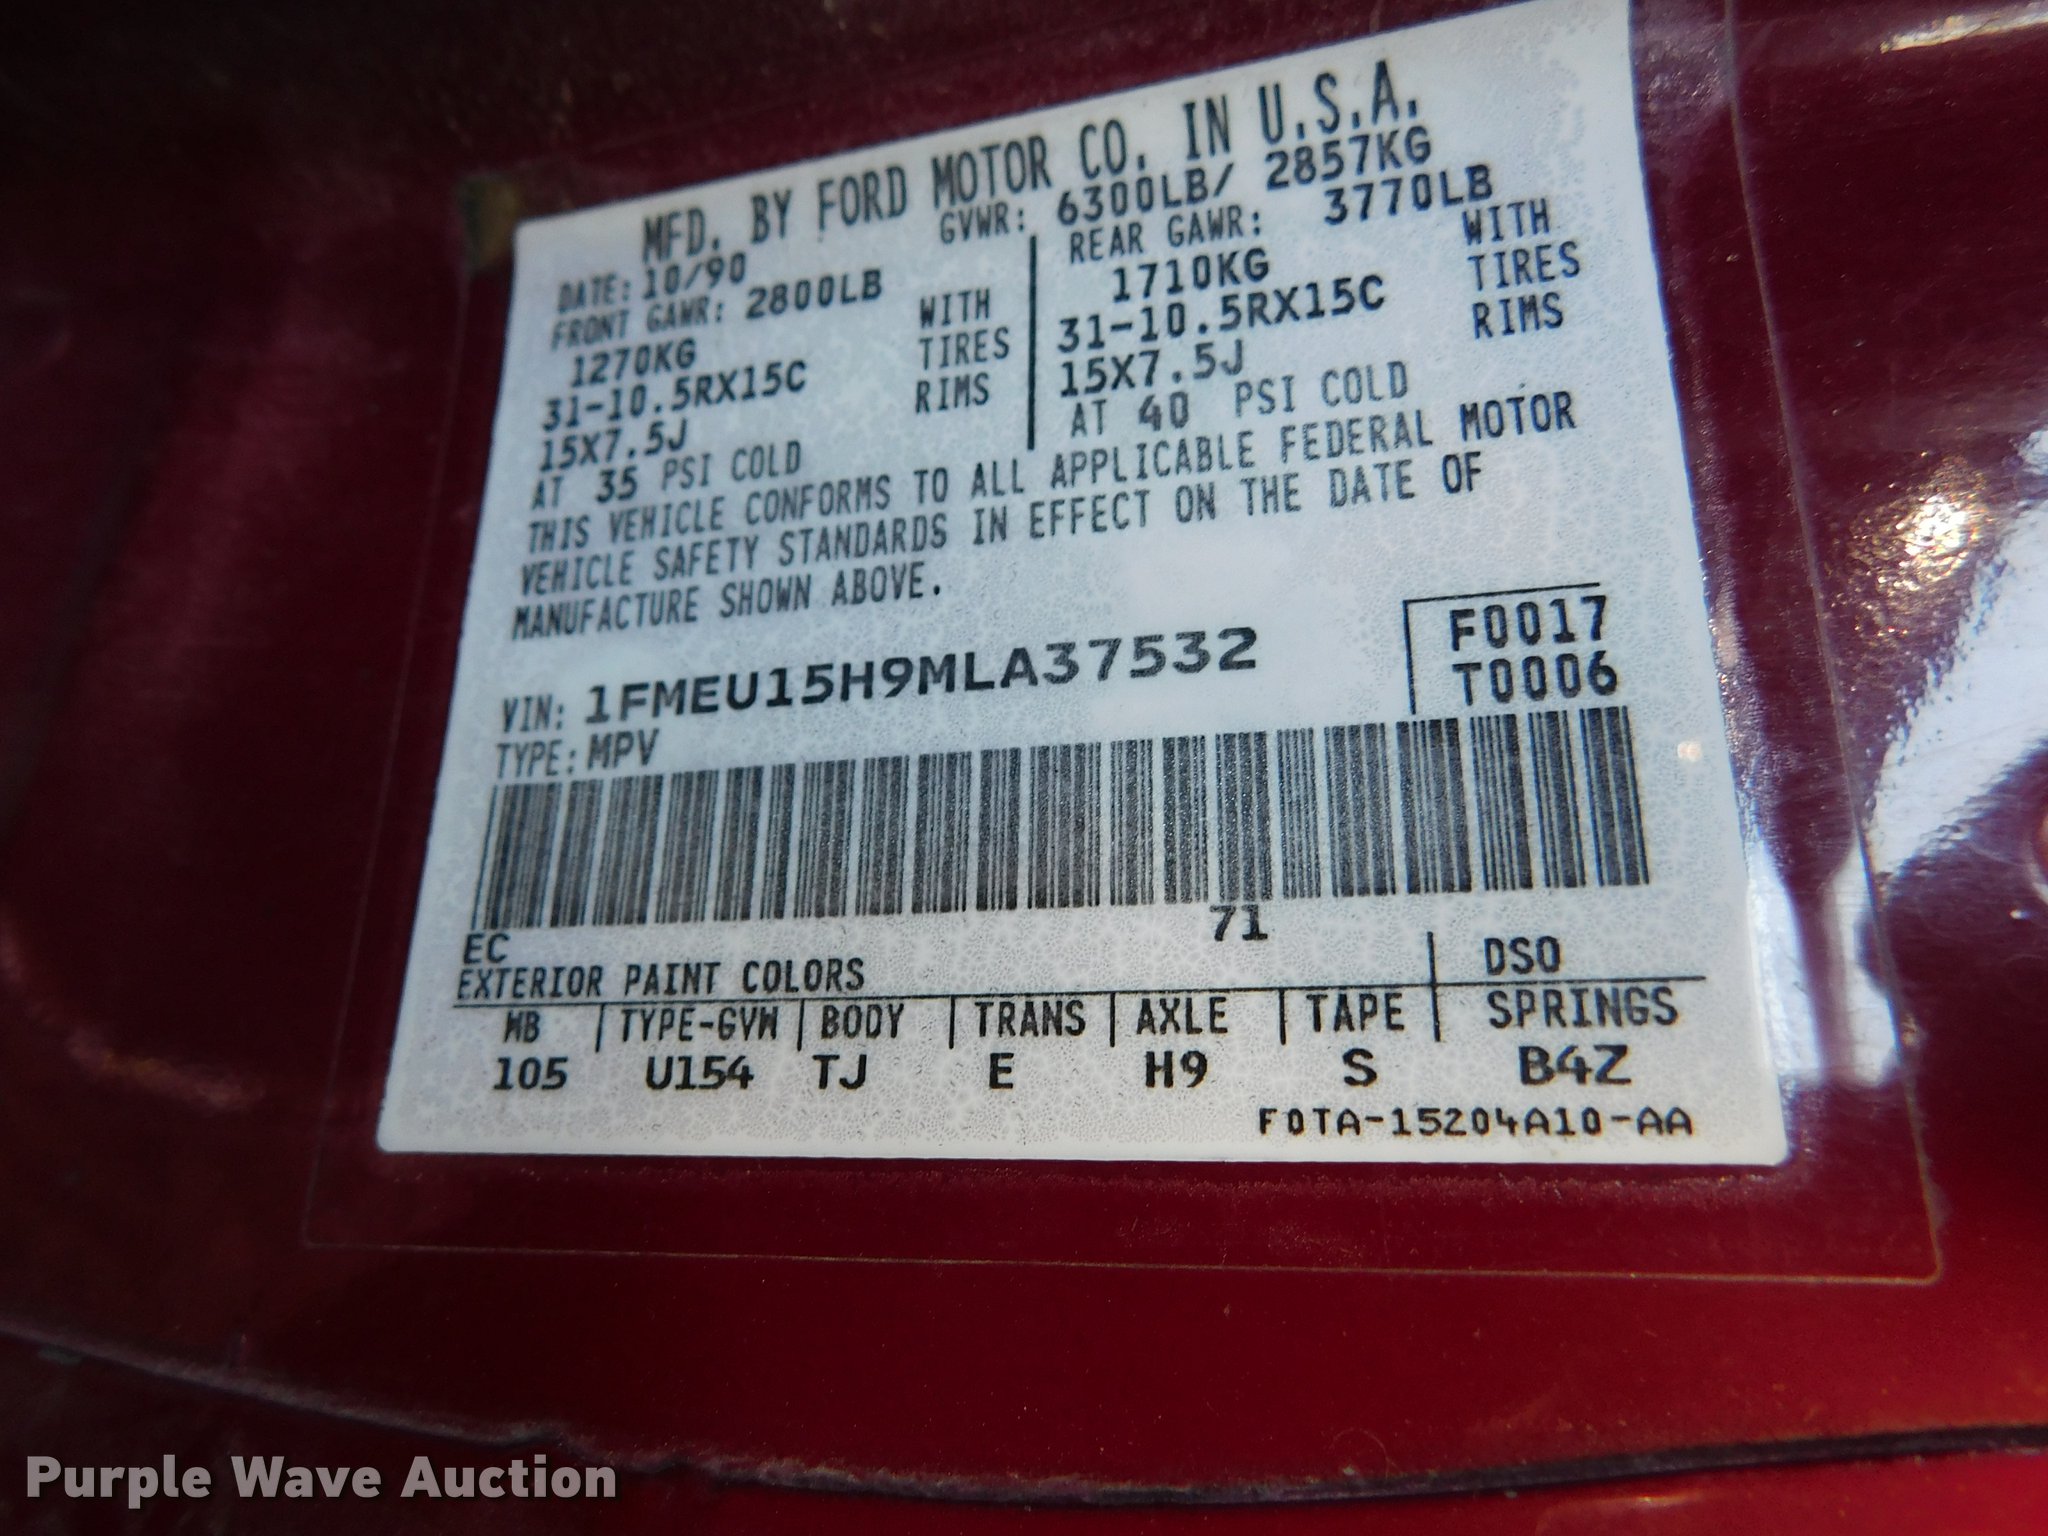 MFD. BY FORD MOTOR CO. IN U.S.A.
DATE: 10/90 GVWR: 6300LB/ 2857KG
FRONT GAWR: 2800LB
1270KG WITH
31-10.5RX15C TIRES
15X7.5J RIMS
AT 35 PSI COLD
REAR GAWR: 3770LB
1710KG WITH
31-10.5RX15C TIRES
15X7.5J RIMS
AT 40 PSI COLD
THIS VEHICLE CONFORMS TO ALL APPLICABLE FEDERAL MOTOR
VEHICLE SAFETY STANDARDS IN EFFECT ON THE DATE OF
MANUFACTURE SHOWN ABOVE.
VIN: 1FMEU15H9MLA37532
TYPE: MPV
F0017
T0006
EC 71
EXTERIOR PAINT COLORS DSO
WB TYPE-GVW BODY TRANS AXLE TAPE SPRINGS
105 U154 TJ E H9 S B4Z
F0TA-15204A10-AA
Purple Wave Auction